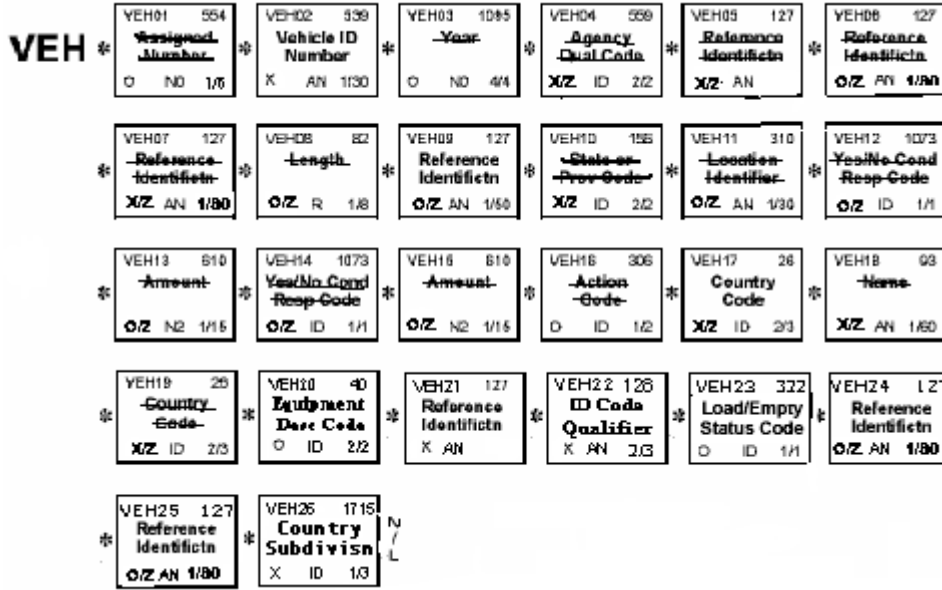 VEH01 554 VEH02 539 VEH03 1095 VEH04 559 VEH05 127 VEH06 127
VEH * Assigned Number * Vehicle ID Number * Year * Agency Qual Code * Reference Identifictn * Reference Identifictn
O N0 1/6 X AN 1/30 O N0 4/4 X/Z ID 2/2 X/Z AN O/Z AN 1/80
VEH07 127 VEH08 82 VEH09 127 VEH10 156 VEH11 310 VEH12 1073
* Reference Identifictn * Length * Reference Identifictn * State or Prov Code * Location Identifier * Yes/No Cond Resp Code
X/Z AN 1/80 O/Z R 1/8 O/Z AN 1/50 X/Z ID 2/2 O/Z AN 1/30 O/Z ID 1/1
VEH13 610 VEH14 1073 VEH15 610 VEH16 306 VEH17 26 VEH18 93
* Amount * Yes/No Cond Resp Code * Amount * Action Code * Country Code * Name
O/Z N2 1/15 O/Z ID 1/1 O/Z N2 1/15 O ID 1/2 X/Z ID 2/3 X/Z AN 1/60
VEH19 26 VEH20 40 VEH21 127 VEH22 128 VEH23 322 VEH24 127
* Country Code * Equipment Desc Code * Reference Identifictn * ID Code Qualifier * Load/Empty Status Code * Reference Identifictn
X/Z ID 2/3 O ID 2/2 X AN X AN 2/3 O ID 1/1 O/Z AN 1/80
VEH25 127 VEH26 1715
* Reference Identifictn * Country Subdivisn N/L
O/Z AN 1/80 X ID 1/3